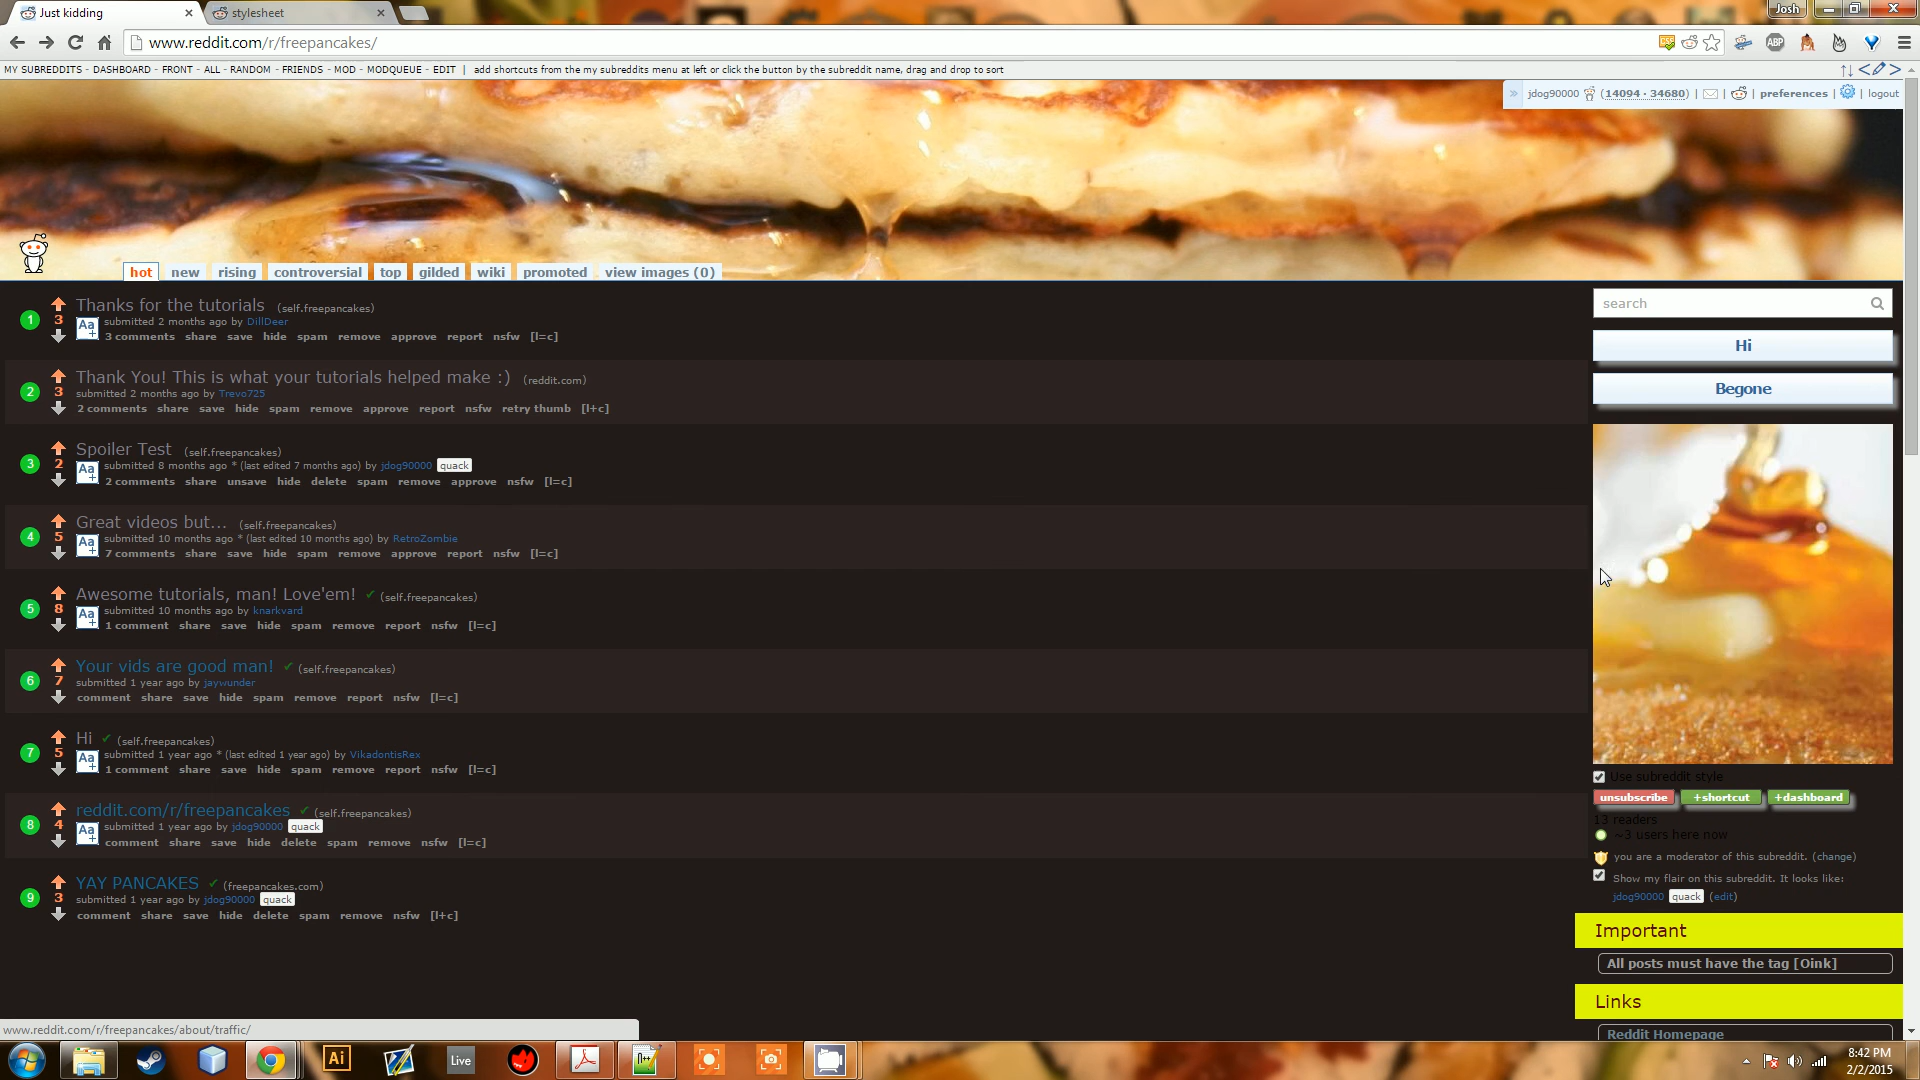 Just kidding
stylesheet
Josh
www.reddit.com/r/freepancakes/
CSS
ABP
MY SUBREDDITS - DASHBOARD - FRONT - ALL - RANDOM - FRIENDS - MOD - MODQUEUE - EDIT | add shortcuts from the my subreddits menu at left or click the button by the subreddit name, drag and drop to sort
» jdog90000 (14094 · 34680) | | | preferences | | logout
hot new rising controversial top gilded wiki promoted view images (0)
1
3
Thanks for the tutorials (self.freepancakes)
Aa+
submitted 2 months ago by DillDeer
3 comments share save hide spam remove approve report nsfw [l=c]
2
3
Thank You! This is what your tutorials helped make :) (reddit.com)
submitted 2 months ago by Trevo725
2 comments share save hide spam remove approve report nsfw retry thumb [l+c]
3
2
Spoiler Test (self.freepancakes)
Aa+
submitted 8 months ago * (last edited 7 months ago) by jdog90000 quack
2 comments share unsave hide delete spam remove approve nsfw [l=c]
4
5
Great videos but... (self.freepancakes)
Aa+
submitted 10 months ago * (last edited 10 months ago) by RetroZombie
7 comments share save hide spam remove approve report nsfw [l=c]
5
8
Awesome tutorials, man! Love'em! ✔ (self.freepancakes)
Aa+
submitted 10 months ago by knarkvard
1 comment share save hide spam remove report nsfw [l=c]
6
7
Your vids are good man! ✔ (self.freepancakes)
submitted 1 year ago by jaywunder
comment share save hide spam remove report nsfw [l=c]
7
5
Hi ✔ (self.freepancakes)
Aa+
submitted 1 year ago * (last edited 1 year ago) by VikadontisRex
1 comment share save hide spam remove report nsfw [l=c]
8
4
reddit.com/r/freepancakes ✔ (self.freepancakes)
Aa+
submitted 1 year ago by jdog90000 quack
comment share save hide delete spam remove nsfw [l=c]
9
3
YAY PANCAKES ✔ (freepancakes.com)
submitted 1 year ago by jdog90000 quack
comment share save hide delete spam remove nsfw [l+c]
search
Hi
Begone
Use subreddit style
unsubscribe +shortcut +dashboard
13 readers
~3 users here now
you are a moderator of this subreddit. (change)
Show my flair on this subreddit. It looks like:
jdog90000 quack (edit)
Important
All posts must have the tag [Oink]
Links
Reddit Homepage
www.reddit.com/r/freepancakes/about/traffic/
Ai
Live
n++
8:42 PM
2/2/2015